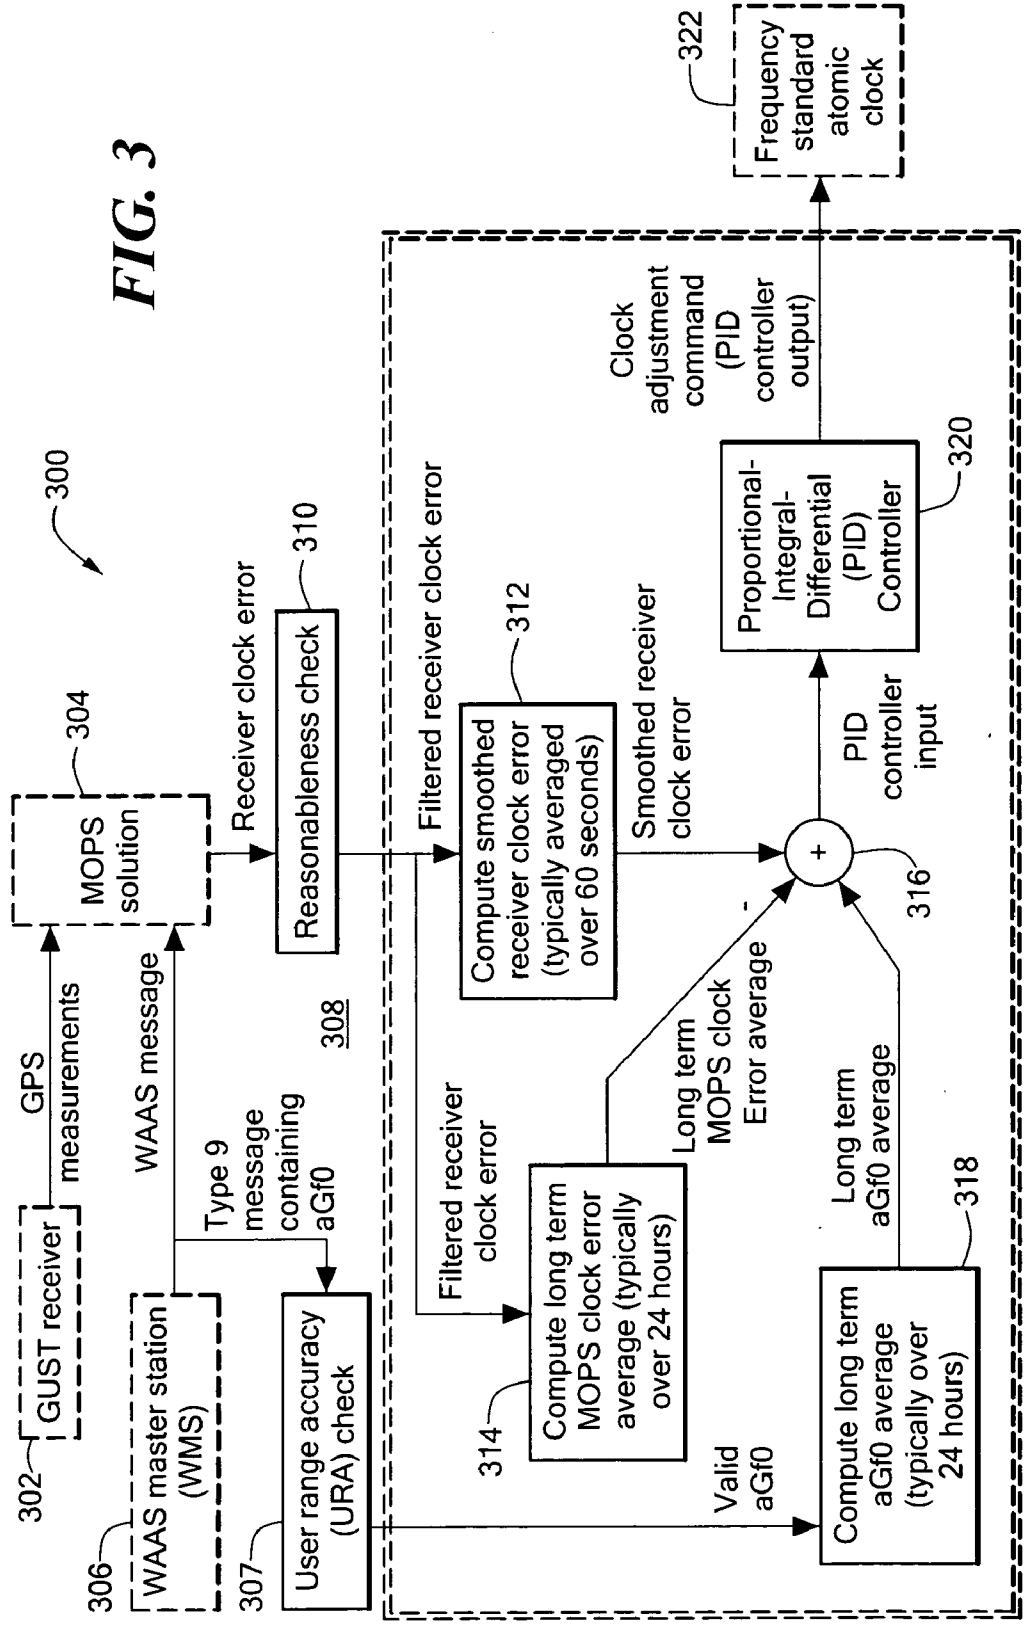 FIG. 3
300
302
GUST receiver
GPS
measurements
304
MOPS
solution
306
WAAS master station
(WMS)
WAAS message
Type 9
message
containing
aGf0
Receiver clock error
307
User range accuracy
(URA) check
308
310
Reasonableness check
Filtered receiver clock error
Filtered receiver
clock error
312
Compute smoothed
receiver clock error
(typically averaged
over 60 seconds)
Smoothed receiver
clock error
314
Compute long term
MOPS clock error
average (typically
over 24 hours)
Long term
MOPS clock
Error average
Valid
aGf0
318
Compute long term
aGf0 average
(typically over
24 hours)
Long term
aGf0 average
+
316
PID
controller
input
320
Proportional-
Integral-
Differential
(PID)
Controller
Clock
adjustment
command
(PID
controller
output)
322
Frequency
standard
atomic
clock